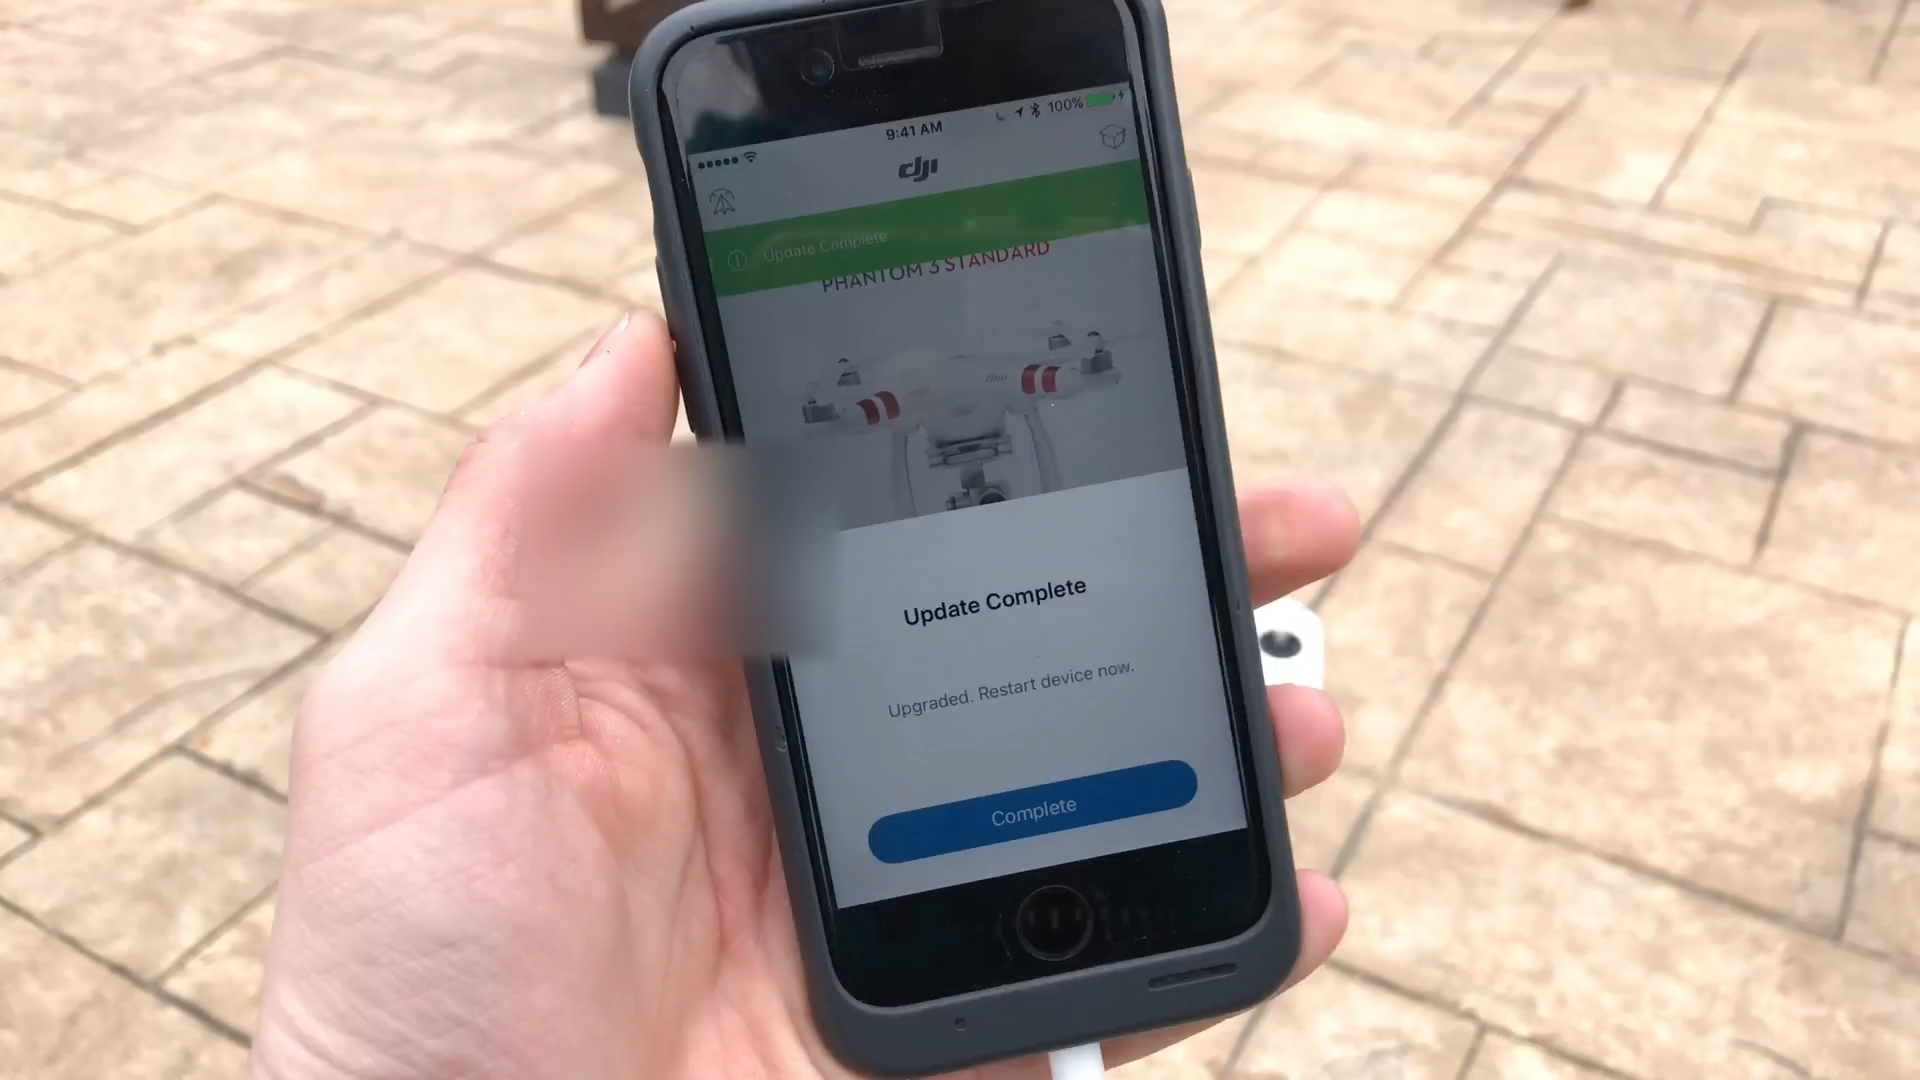 9:41 AM
100%
dji
Update Complete
PHANTOM 3 STANDARD
Update Complete
Upgraded. Restart device now.
Complete